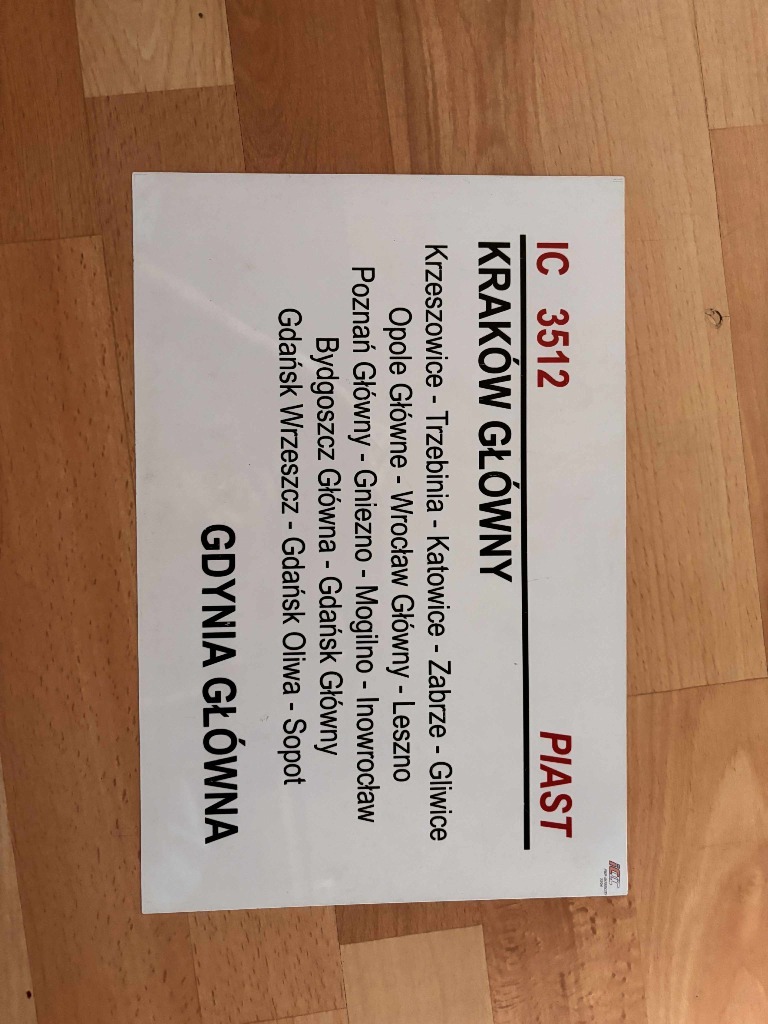 IC 3512 PIAST
KRAKÓW GŁÓWNY
Krzeszowice - Trzebinia - Katowice - Zabrze - Gliwice
Opole Główne - Wrocław Główny - Leszno
Poznań Główny - Gniezno - Mogilno - Inowrocław
Bydgoszcz Główna - Gdańsk Główny
Gdańsk Wrzeszcz - Gdańsk Oliwa - Sopot
GDYNIA GŁÓWNA